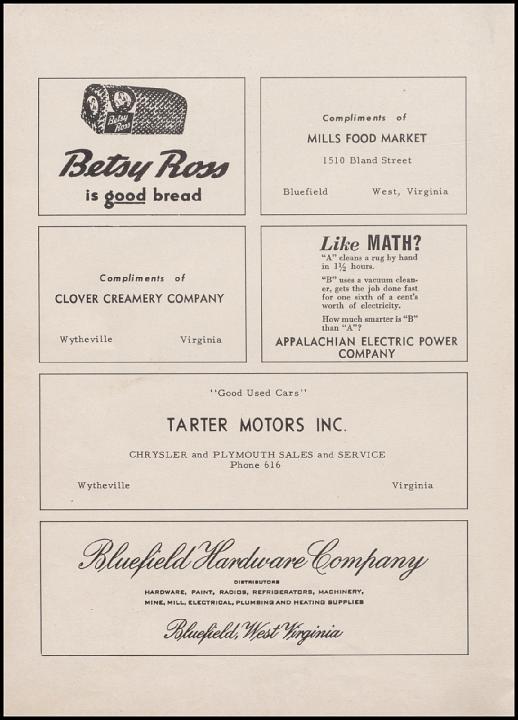 Betsy
Ross
Betsy Ross
is good bread
Compliments of
MILLS FOOD MARKET
1510 Bland Street
Bluefield West, Virginia
Compliments of
CLOVER CREAMERY COMPANY
Wytheville Virginia
Like MATH?
"A" cleans a rug by hand
in 1½ hours.
"B" uses a vacuum clean-
er, gets the job done fast
for one sixth of a cent's
worth of electricity.
How much smarter is "B"
than "A"?
APPALACHIAN ELECTRIC POWER
COMPANY
"Good Used Cars"
TARTER MOTORS INC.
CHRYSLER and PLYMOUTH SALES and SERVICE
Phone 616
Wytheville Virginia
Bluefield Hardware Company
DISTRIBUTORS
HARDWARE, PAINT, RADIOS, REFRIGERATORS, MACHINERY,
MINE, MILL, ELECTRICAL, PLUMBING AND HEATING SUPPLIES
Bluefield, West Virginia